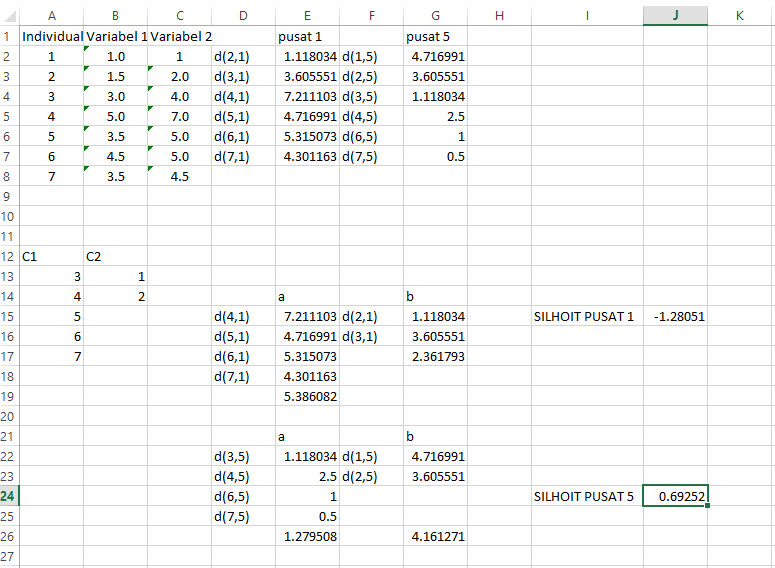 A B C D E F G H I J K
1 Individual Variabel 1 Variabel 2 pusat 1 pusat 5
2 1 1.0 1 d(2,1) 1.118034 d(1,5) 4.716991
3 2 1.5 2.0 d(3,1) 3.605551 d(2,5) 3.605551
4 3 3.0 4.0 d(4,1) 7.211103 d(3,5) 1.118034
5 4 5.0 7.0 d(5,1) 4.716991 d(4,5) 2.5
6 5 3.5 5.0 d(6,1) 5.315073 d(6,5) 1
7 6 4.5 5.0 d(7,1) 4.301163 d(7,5) 0.5
8 7 3.5 4.5
9
10
11
12 C1 C2
13 3 1
14 4 2 a b
15 5 d(4,1) 7.211103 d(2,1) 1.118034 SILHOIT PUSAT 1 -1.28051
16 6 d(5,1) 4.716991 d(3,1) 3.605551
17 7 d(6,1) 5.315073 2.361793
18 d(7,1) 4.301163
19 5.386082
20
21 a b
22 d(3,5) 1.118034 d(1,5) 4.716991
23 d(4,5) 2.5 d(2,5) 3.605551
24 d(6,5) 1 SILHOIT PUSAT 5 0.69252
25 d(7,5) 0.5
26 1.279508 4.161271
27